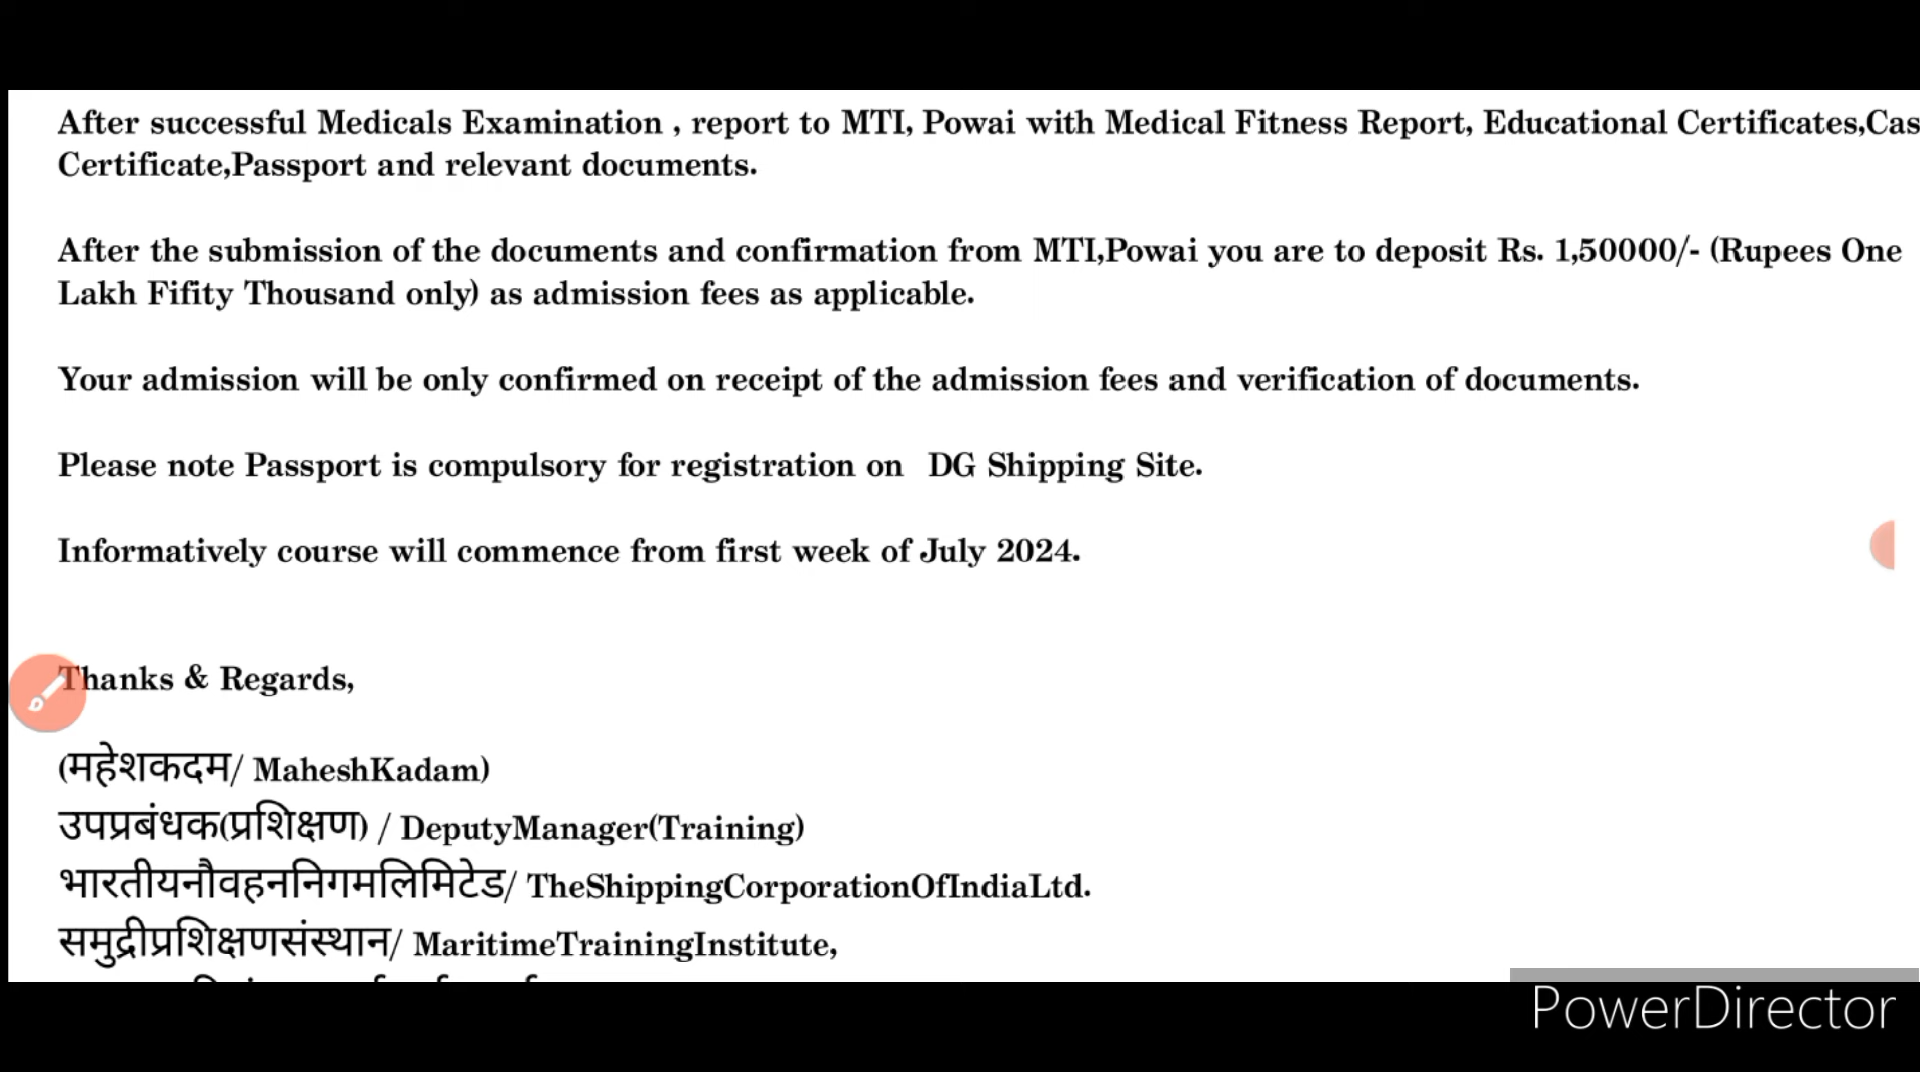 After successful Medicals Examination , report to MTI, Powai with Medical Fitness Report, Educational Certificates,Cas
Certificate,Passport and relevant documents.
After the submission of the documents and confirmation from MTI,Powai you are to deposit Rs. 1,50000/- (Rupees One
Lakh Fifity Thousand only) as admission fees as applicable.
Your admission will be only confirmed on receipt of the admission fees and verification of documents.
Please note Passport is compulsory for registration on DG Shipping Site.
Informatively course will commence from first week of July 2024.
Thanks & Regards,
(महेशकदम/ MaheshKadam)
उपप्रबंधक(प्रशिक्षण) / DeputyManager(Training)
भारतीयनौवहननिगमलिमिटेड/ TheShippingCorporationOfIndiaLtd.
समुद्रीप्रशिक्षणसंस्थान/ MaritimeTrainingInstitute,
PowerDirector